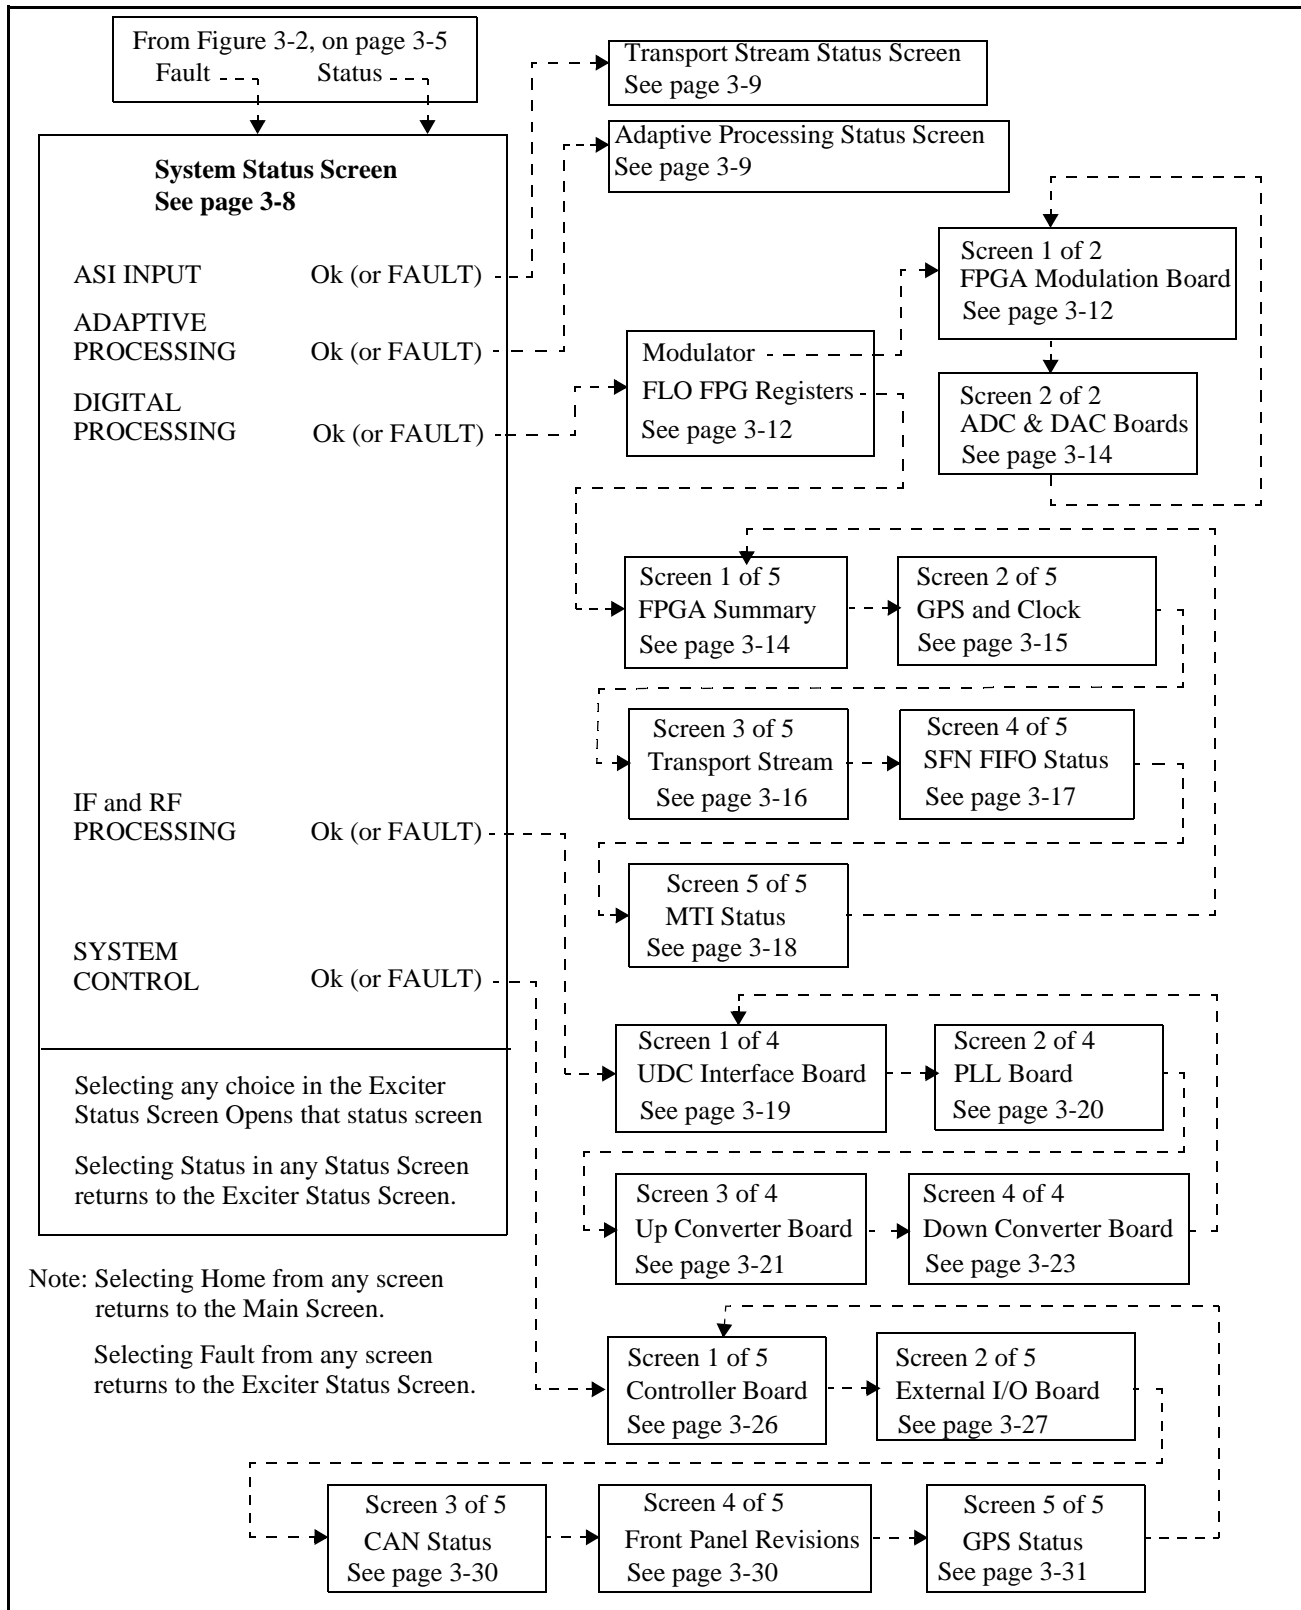 From Figure 3-2, on page 3-5
Fault Status
System Status Screen
See page 3-8
ASI INPUT Ok (or FAULT)
ADAPTIVE
PROCESSING Ok (or FAULT)
DIGITAL
PROCESSING Ok (or FAULT)
IF and RF
PROCESSING Ok (or FAULT)
SYSTEM
CONTROL Ok (or FAULT)
Selecting any choice in the Exciter
Status Screen Opens that status screen
Selecting Status in any Status Screen
returns to the Exciter Status Screen.
Note: Selecting Home from any screen
returns to the Main Screen.
Selecting Fault from any screen
returns to the Exciter Status Screen.
Transport Stream Status Screen
See page 3-9
Adaptive Processing Status Screen
See page 3-9
Modulator
FLO FPG Registers
See page 3-12
Screen 1 of 2
FPGA Modulation Board
See page 3-12
Screen 2 of 2
ADC & DAC Boards
See page 3-14
Screen 1 of 5
FPGA Summary
See page 3-14
Screen 2 of 5
GPS and Clock
See page 3-15
Screen 3 of 5
Transport Stream
See page 3-16
Screen 4 of 5
SFN FIFO Status
See page 3-17
Screen 5 of 5
MTI Status
See page 3-18
Screen 1 of 4
UDC Interface Board
See page 3-19
Screen 2 of 4
PLL Board
See page 3-20
Screen 3 of 4
Up Converter Board
See page 3-21
Screen 4 of 4
Down Converter Board
See page 3-23
Screen 1 of 5
Controller Board
See page 3-26
Screen 2 of 5
External I/O Board
See page 3-27
Screen 3 of 5
CAN Status
See page 3-30
Screen 4 of 5
Front Panel Revisions
See page 3-30
Screen 5 of 5
GPS Status
See page 3-31